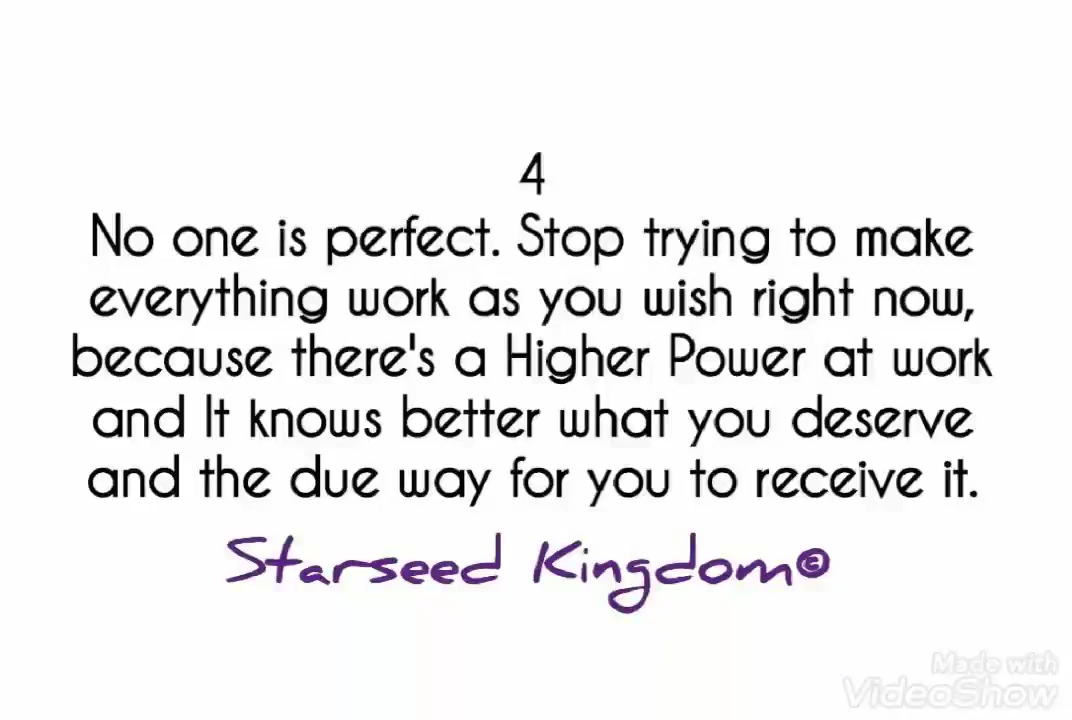 4
No one is perfect. Stop trying to make
everything work as you wish right now,
because there's a Higher Power at work
and It knows better what you deserve
and the due way for you to receive it.
Starseed Kingdom©
Made with
VideoShow